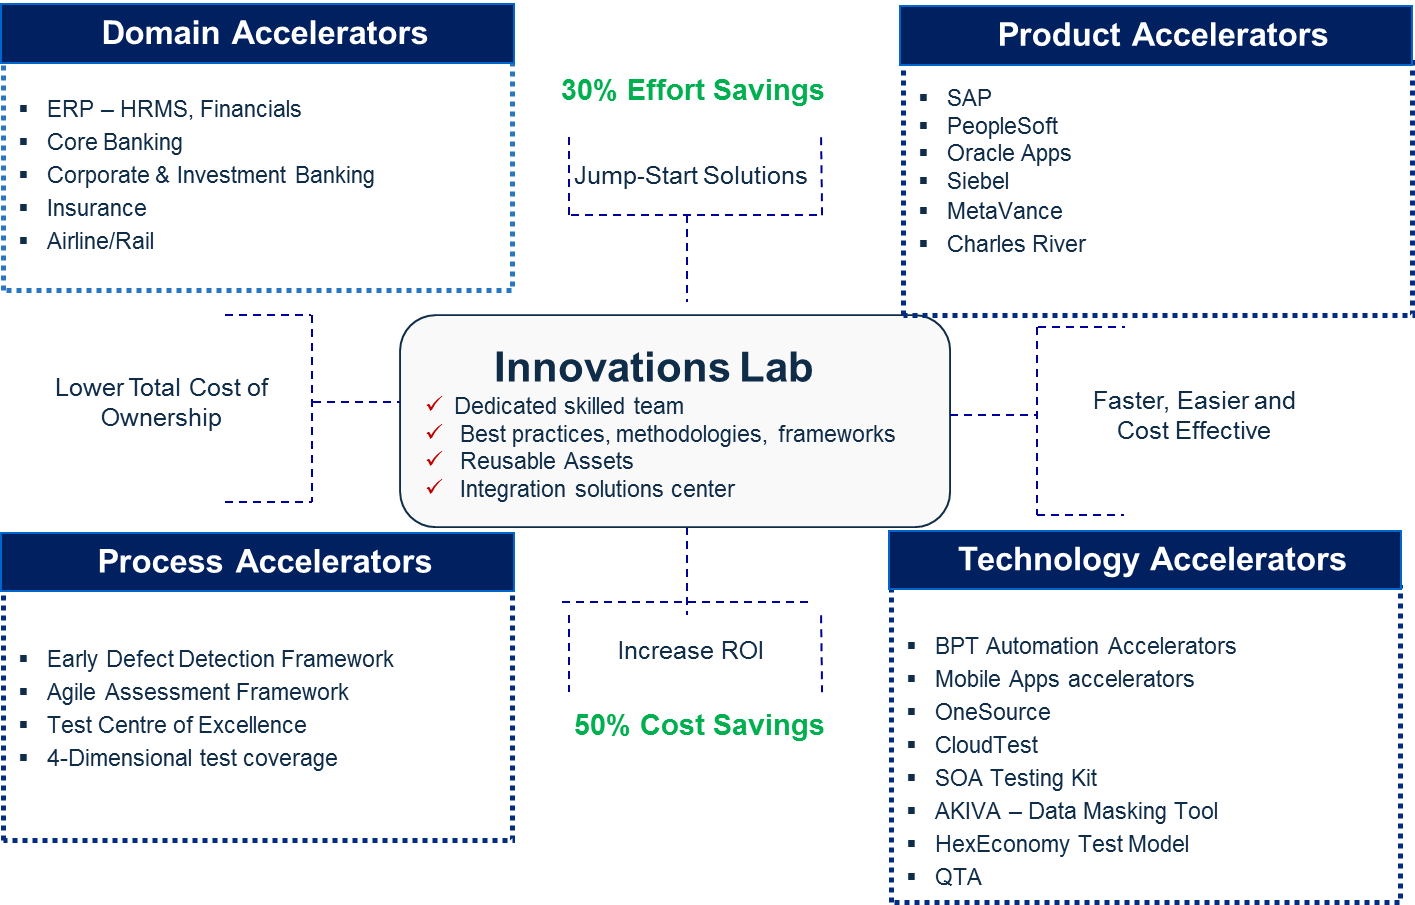 Domain Accelerators
ERP – HRMS, Financials
Core Banking
Corporate & Investment Banking
Insurance
Airline/Rail
30% Effort Savings
Jump-Start Solutions
Product Accelerators
SAP
PeopleSoft
Oracle Apps
Siebel
MetaVance
Charles River
Lower Total Cost of
Ownership
Innovations Lab
Dedicated skilled team
Best practices, methodologies, frameworks
Reusable Assets
Integration solutions center
Faster, Easier and
Cost Effective
Process Accelerators
Early Defect Detection Framework
Agile Assessment Framework
Test Centre of Excellence
4-Dimensional test coverage
Increase ROI
50% Cost Savings
Technology Accelerators
BPT Automation Accelerators
Mobile Apps accelerators
OneSource
CloudTest
SOA Testing Kit
AKIVA – Data Masking Tool
HexEconomy Test Model
QTA